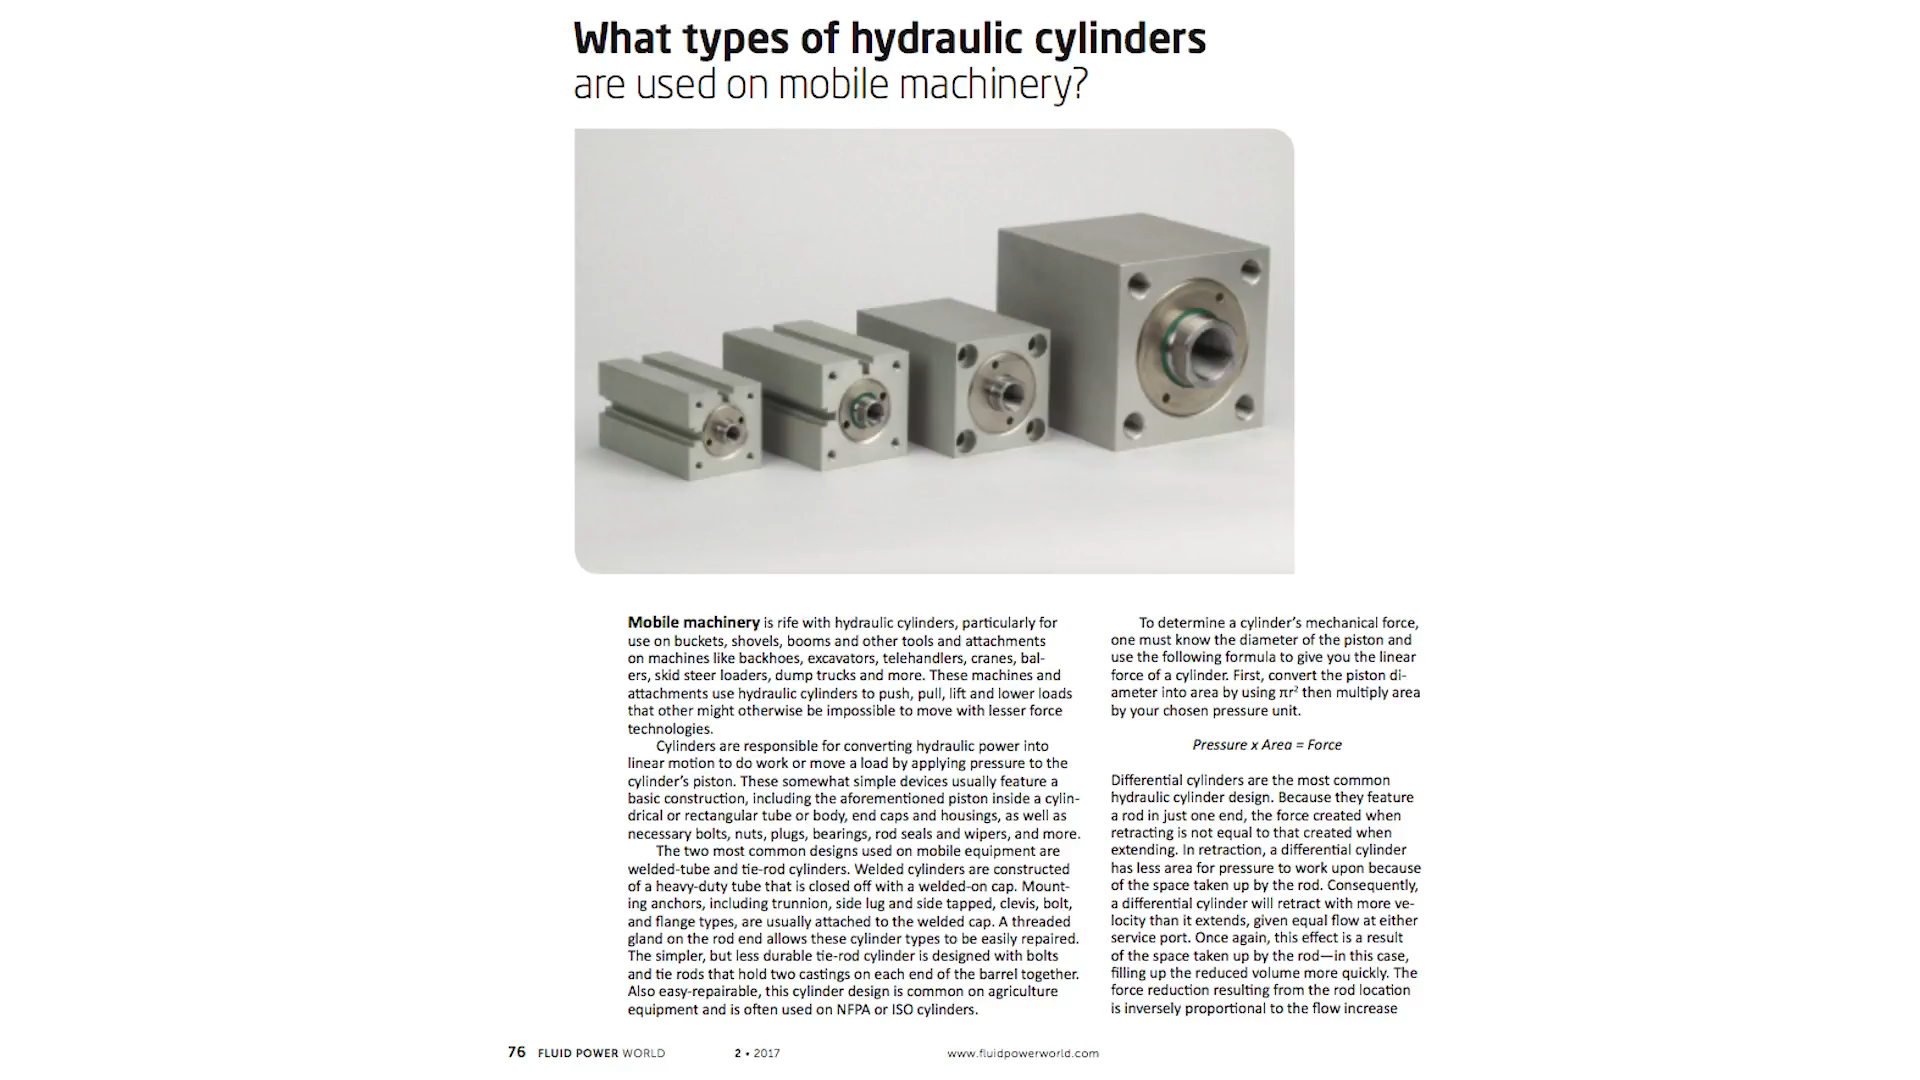 What types of hydraulic cylinders
are used on mobile machinery?
Mobile machinery is rife with hydraulic cylinders, particularly for
use on buckets, shovels, booms and other tools and attachments
on machines like backhoes, excavators, telehandlers, cranes, bal-
ers, skid steer loaders, dump trucks and more. These machines and
attachments use hydraulic cylinders to push, pull, lift and lower loads
that other might otherwise be impossible to move with lesser force
technologies.
Cylinders are responsible for converting hydraulic power into
linear motion to do work or move a load by applying pressure to the
cylinder's piston. These somewhat simple devices usually feature a
basic construction, including the aforementioned piston inside a cylin-
drical or rectangular tube or body, end caps and housings, as well as
necessary bolts, nuts, plugs, bearings, rod seals and wipers, and more.
The two most common designs used on mobile equipment are
welded-tube and tie-rod cylinders. Welded cylinders are constructed
of a heavy-duty tube that is closed off with a welded-on cap. Mount-
ing anchors, including trunnion, side lug and side tapped, clevis, bolt,
and flange types, are usually attached to the welded cap. A threaded
gland on the rod end allows these cylinder types to be easily repaired.
The simpler, but less durable tie-rod cylinder is designed with bolts
and tie rods that hold two castings on each end of the barrel together.
Also easy-repairable, this cylinder design is common on agriculture
equipment and is often used on NFPA or ISO cylinders.
To determine a cylinder's mechanical force,
one must know the diameter of the piston and
use the following formula to give you the linear
force of a cylinder. First, convert the piston di-
ameter into area by using πr² then multiply area
by your chosen pressure unit.
Pressure x Area = Force
Differential cylinders are the most common
hydraulic cylinder design. Because they feature
a rod in just one end, the force created when
retracting is not equal to that created when
extending. In retraction, a differential cylinder
has less area for pressure to work upon because
of the space taken up by the rod. Consequently,
a differential cylinder will retract with more ve-
locity than it extends, given equal flow at either
service port. Once again, this effect is a result
of the space taken up by the rod—in this case,
filling up the reduced volume more quickly. The
force reduction resulting from the rod location
is inversely proportional to the flow increase
76 FLUID POWER WORLD 2 • 2017 www.fluidpowerworld.com